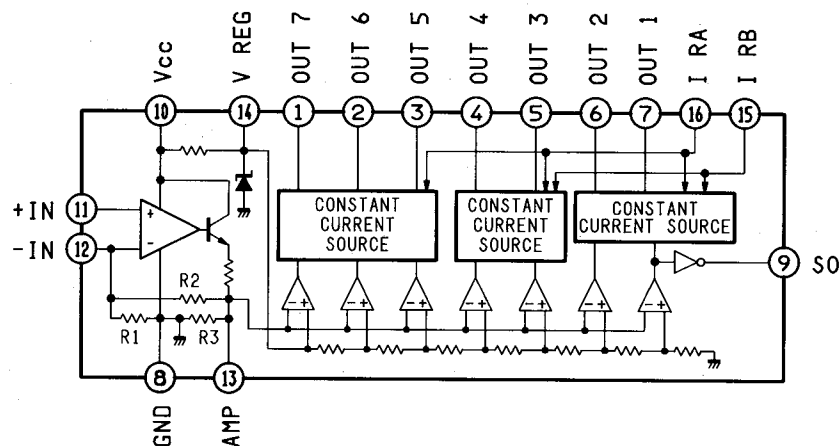 Vcc
V REG
OUT 7
OUT 6
OUT 5
OUT 4
OUT 3
OUT 2
OUT 1
I RA
I RB
10
14
1
2
3
4
5
6
7
16
15
+IN 11
-IN 12
+
-
CONSTANT
CURRENT
SOURCE
CONSTANT
CURRENT
SOURCE
CONSTANT
CURRENT SOURCE
9 SO
R2
R1
R3
-+
-+
-+
-+
-+
-+
-+
8
13
GND
AMP